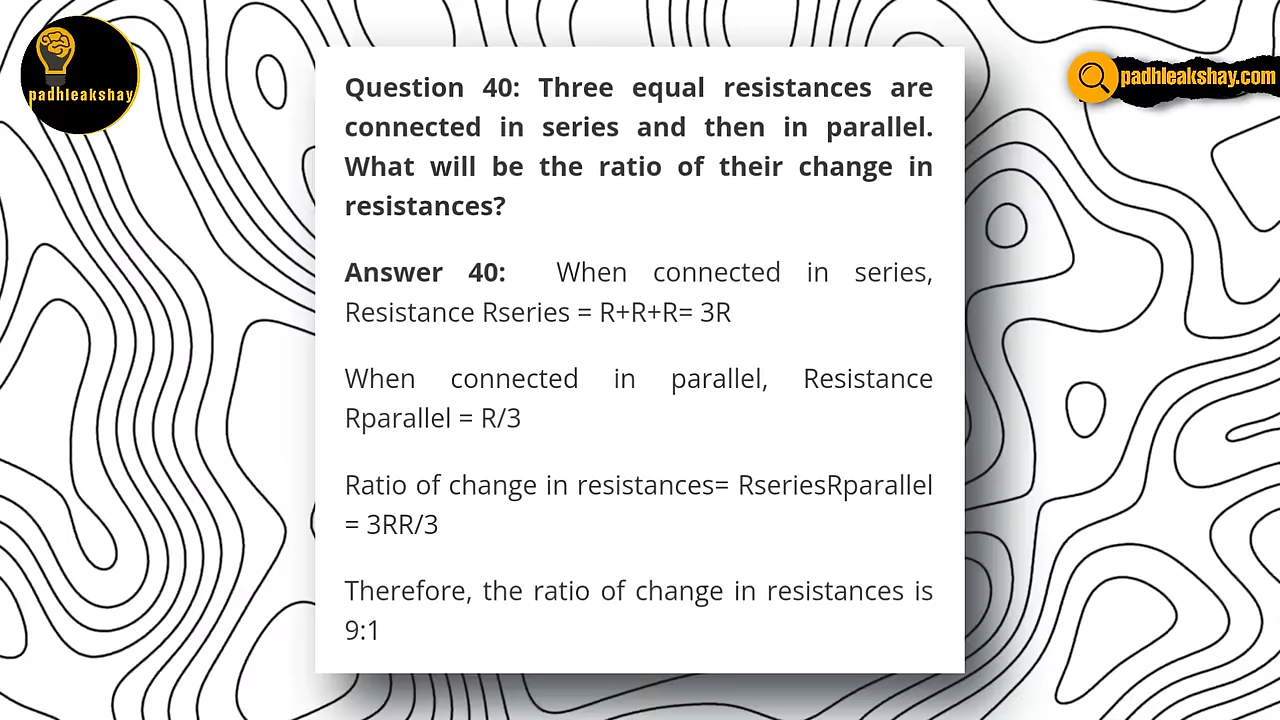 padhleakshay
padhleakshay.com
Question 40: Three equal resistances are
connected in series and then in parallel.
What will be the ratio of their change in
resistances?
Answer 40: When connected in series,
Resistance Rseries = R+R+R= 3R
When connected in parallel, Resistance
Rparallel = R/3
Ratio of change in resistances= RseriesRparallel
= 3RR/3
Therefore, the ratio of change in resistances is
9:1